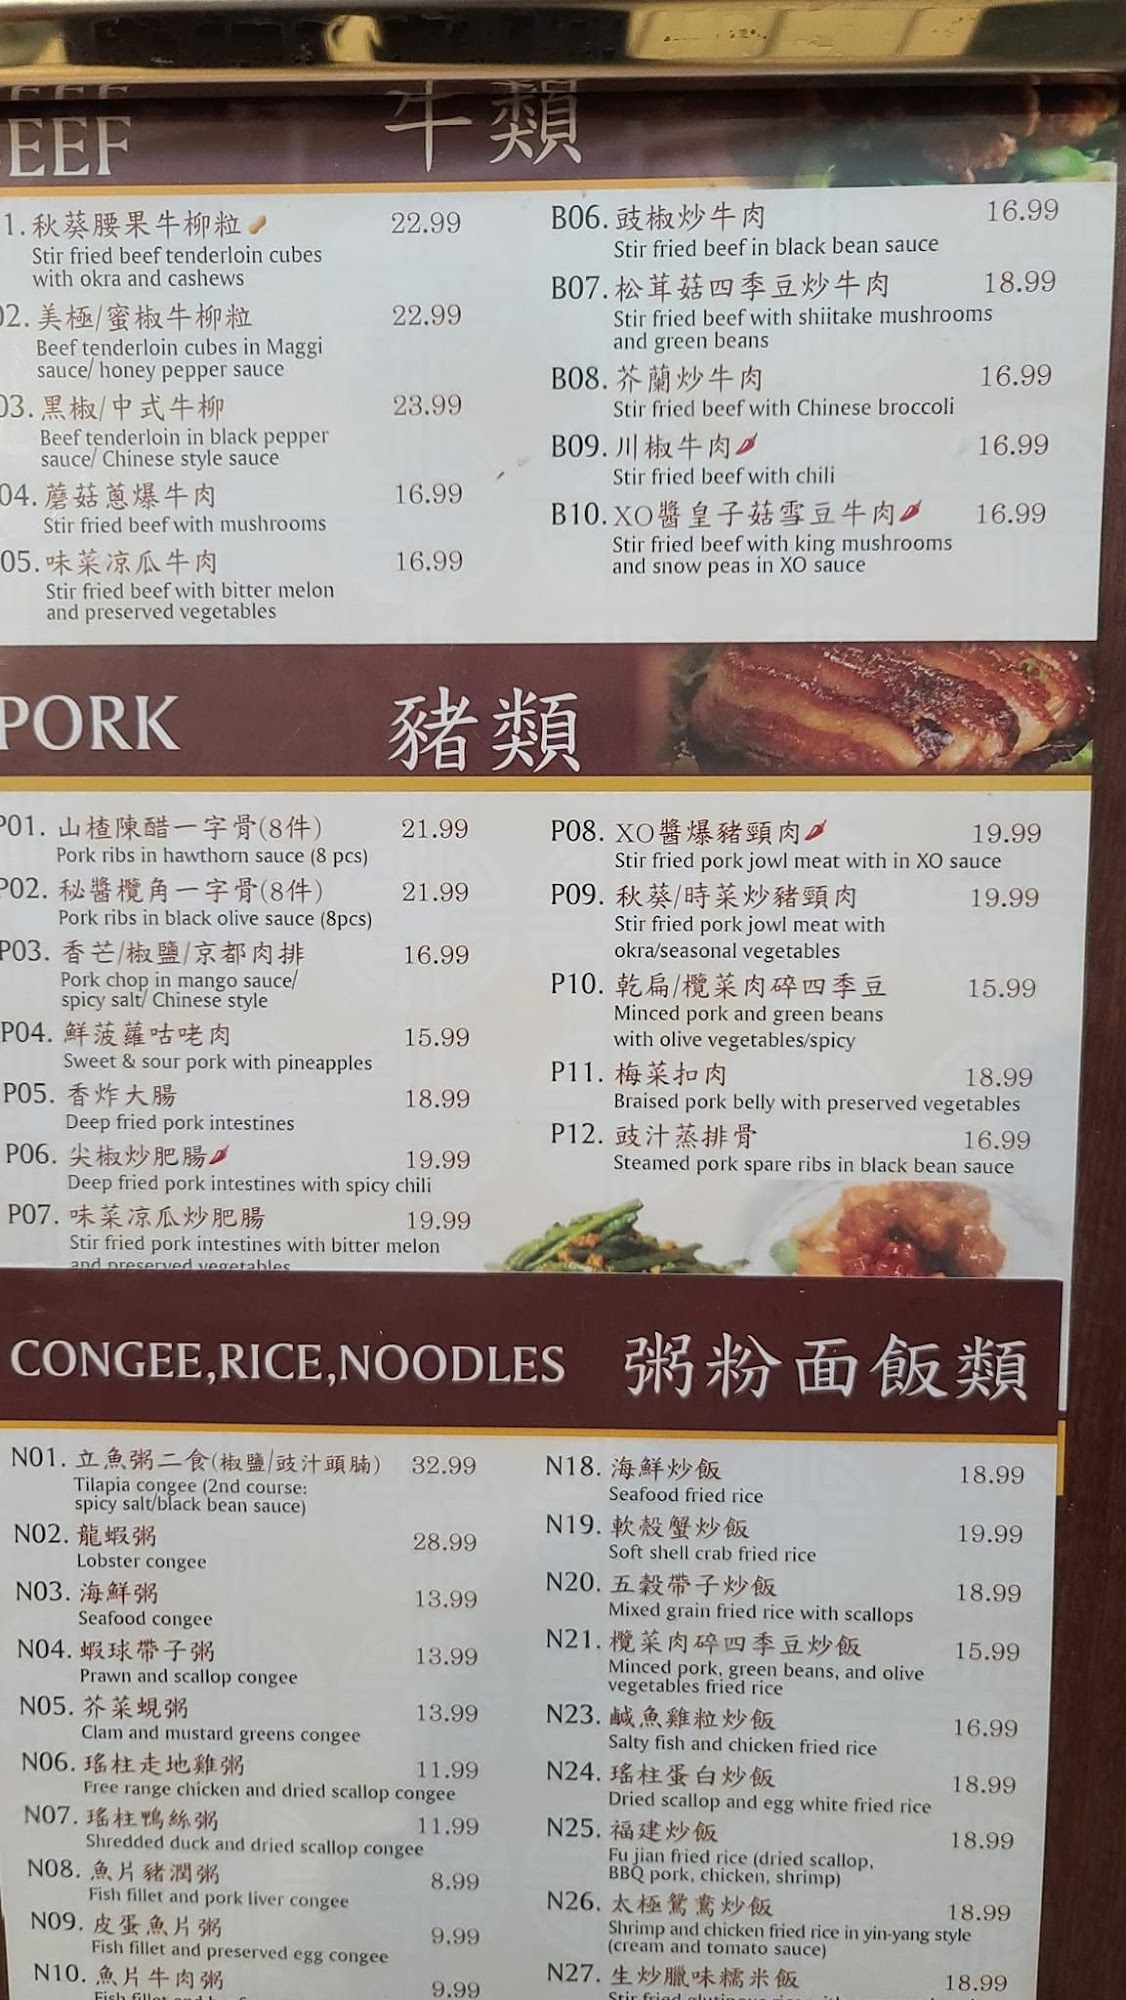 BEEF 牛類
1. 秋葵腰果牛柳粒 22.99
Stir fried beef tenderloin cubes
with okra and cashews
02. 美極/蜜椒牛柳粒 22.99
Beef tenderloin cubes in Maggi
sauce/ honey pepper sauce
03. 黑椒/中式牛柳 23.99
Beef tenderloin in black pepper
sauce/ Chinese style sauce
04. 蘑菇蔥爆牛肉 16.99
Stir fried beef with mushrooms
05. 味菜涼瓜牛肉 16.99
Stir fried beef with bitter melon
and preserved vegetables
B06. 豉椒炒牛肉 16.99
Stir fried beef in black bean sauce
B07. 松茸菇四季豆炒牛肉 18.99
Stir fried beef with shiitake mushrooms
and green beans
B08. 芥蘭炒牛肉 16.99
Stir fried beef with Chinese broccoli
B09. 川椒牛肉 16.99
Stir fried beef with chili
B10. XO醬皇子菇雪豆牛肉 16.99
Stir fried beef with king mushrooms
and snow peas in XO sauce
PORK 豬類
P01. 山楂陳醋一字骨(8件) 21.99
Pork ribs in hawthorn sauce (8 pcs)
P02. 秘醬欖角一字骨(8件) 21.99
Pork ribs in black olive sauce (8pcs)
P03. 香芒/椒鹽/京都肉排 16.99
Pork chop in mango sauce/
spicy salt/ Chinese style
P04. 鮮菠蘿咕咾肉 15.99
Sweet & sour pork with pineapples
P05. 香炸大腸 18.99
Deep fried pork intestines
P06. 尖椒炒肥腸 19.99
Deep fried pork intestines with spicy chili
P07. 味菜涼瓜炒肥腸 19.99
Stir fried pork intestines with bitter melon
and preserved vegetables
P08. XO醬爆豬頸肉 19.99
Stir fried pork jowl meat with in XO sauce
P09. 秋葵/時菜炒豬頸肉 19.99
Stir fried pork jowl meat with
okra/seasonal vegetables
P10. 乾扁/欖菜肉碎四季豆 15.99
Minced pork and green beans
with olive vegetables/spicy
P11. 梅菜扣肉 18.99
Braised pork belly with preserved vegetables
P12. 豉汁蒸排骨 16.99
Steamed pork spare ribs in black bean sauce
CONGEE,RICE,NOODLES 粥粉面飯類
N01. 立魚粥二食(椒鹽/豉汁頭腩) 32.99
Tilapia congee (2nd course:
spicy salt/black bean sauce)
N02. 龍蝦粥 28.99
Lobster congee
N03. 海鮮粥 13.99
Seafood congee
N04. 蝦球帶子粥 13.99
Prawn and scallop congee
N05. 芥菜蜆粥 13.99
Clam and mustard greens congee
N06. 瑤柱走地雞粥 11.99
Free range chicken and dried scallop congee
N07. 瑤柱鴨絲粥 11.99
Shredded duck and dried scallop congee
N08. 魚片豬潤粥 8.99
Fish fillet and pork liver congee
N09. 皮蛋魚片粥 9.99
Fish fillet and preserved egg congee
N10. 魚片牛肉粥 9.99
N18. 海鮮炒飯 18.99
Seafood fried rice
N19. 軟殼蟹炒飯 19.99
Soft shell crab fried rice
N20. 五穀帶子炒飯 18.99
Mixed grain fried rice with scallops
N21. 欖菜肉碎四季豆炒飯 15.99
Minced pork, green beans, and olive
vegetables fried rice
N23. 鹹魚雞粒炒飯 16.99
Salty fish and chicken fried rice
N24. 瑤柱蛋白炒飯 18.99
Dried scallop and egg white fried rice
N25. 福建炒飯 18.99
Fu jian fried rice (dried scallop,
BBQ pork, chicken, shrimp)
N26. 太極鴛鴦炒飯 18.99
Shrimp and chicken fried rice in yin-yang style
(cream and tomato sauce)
N27. 生炒臘味糯米飯 18.99